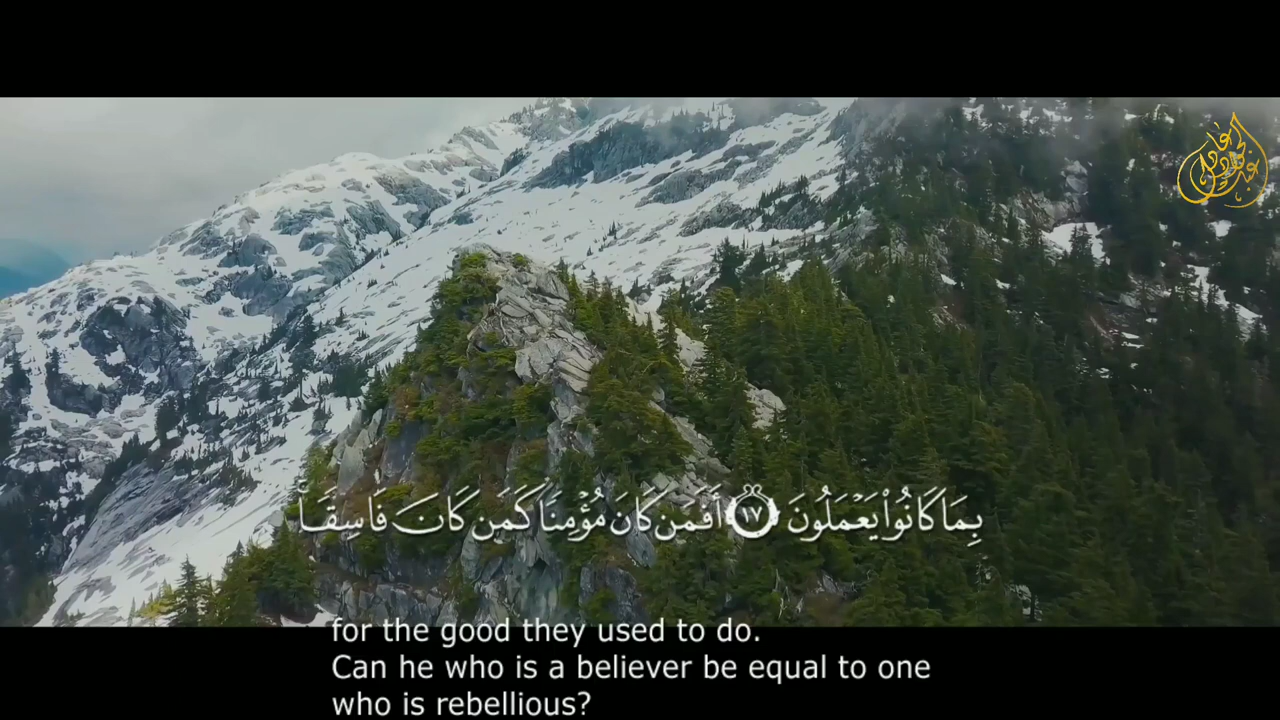 بِمَا كَانُوا۟ يَعْمَلُونَ ١٧ أَفَمَن كَانَ مُؤْمِنًا كَمَن كَانَ فَاسِقًا ۚ
for the good they used to do.
Can he who is a believer be equal to one
who is rebellious?